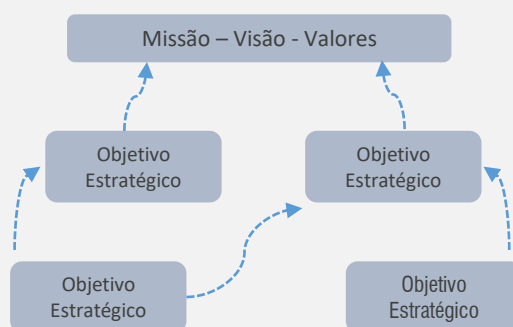 Missão – Visão - Valores
Objetivo
Estratégico
Objetivo
Estratégico
Objetivo
Estratégico
Objetivo
Estratégico